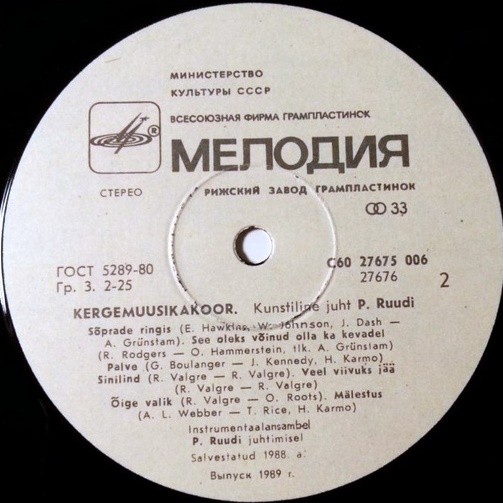 МИНИСТЕРСТВО
КУЛЬТУРЫ СССР
ВСЕСОЮЗНАЯ ФИРМА ГРАМПЛАСТИНОК
®
МЕЛОДИЯ
СТЕРЕО
РИЖСКИЙ ЗАВОД ГРАМПЛАСТИНОК
33
ГОСТ 5289-80
Гр. 3. 2-25
С60 27675 006
27676
2
KERGEMUUSIKAKOOR. Kunstiline juht P. Ruudi
Sõprade ringis (E. Hawkins, W. Johnson, J. Dash —
A. Grünstam). See oleks võinud olla ka kevadel
(R. Rodgers — O. Hammerstein, tlk. A. Grünstam)
Palve (G. Boulanger — J. Kennedy, H. Karmo)
Sinilind (R. Valgre — R. Valgre). Veel viivuks jää
(R. Valgre — R. Valgre)
Õige valik (R. Valgre — O. Roots). Mälestus
(A. L. Webber — T. Rice, H. Karmo)
Instrumentaalansambel
P. Ruudi juhtimisel
Salvestatud 1988. a.
Выпуск 1989 г.